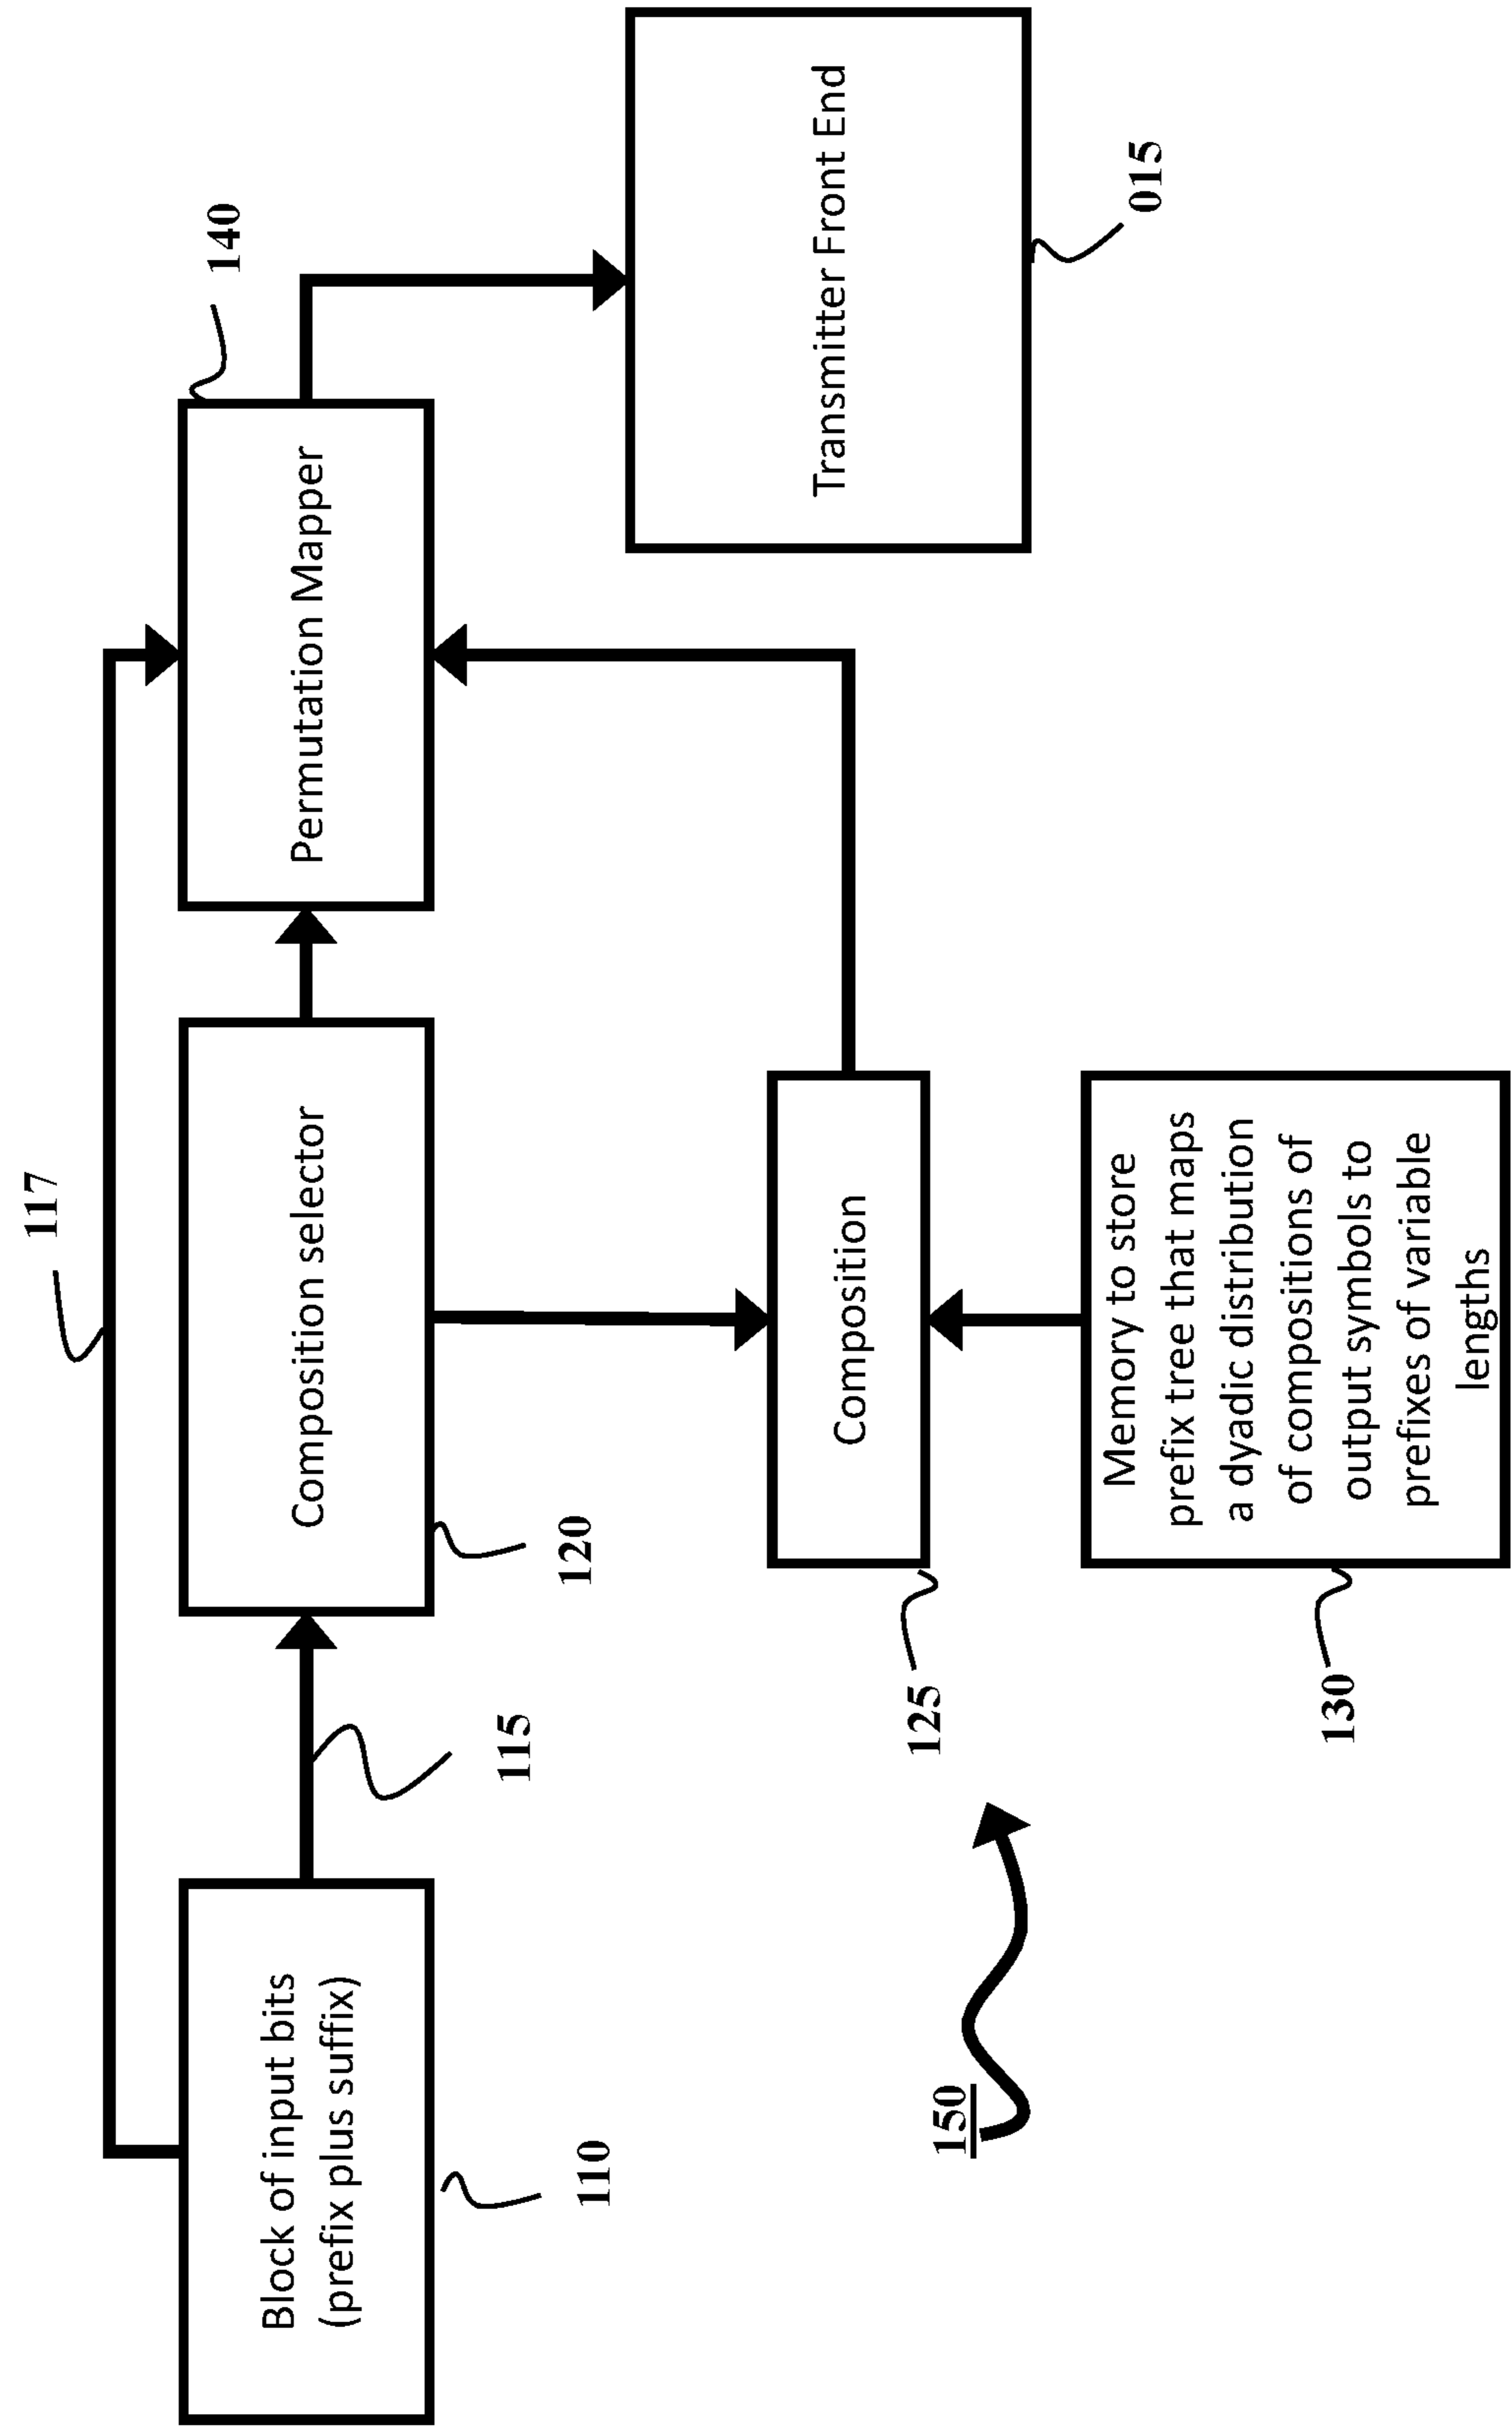 117
140
Block of input bits
(prefix plus suffix)
Composition selector
Permutation Mapper
115
120
110
Composition
Transmitter Front End
125
015
150
Memory to store
prefix tree that maps
a dyadic distribution
of compositions of
output symbols to
prefixes of variable
lengths
130